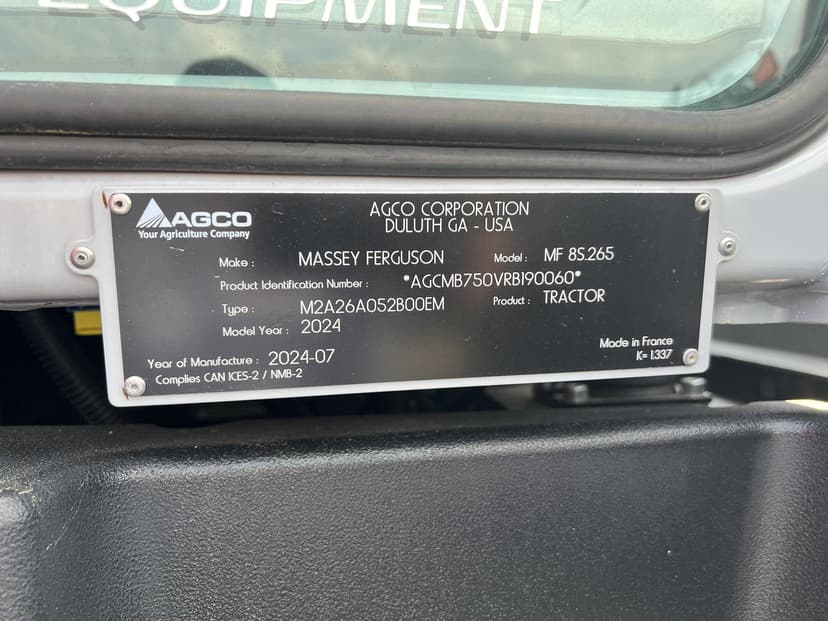 EQUIPMENT
AGCO
Your Agriculture Company
AGCO CORPORATION
DULUTH GA - USA
Make : MASSEY FERGUSON Model : MF 8S.265
Product Identification Number : *AGCMB750VRB190060*
Type : M2A26A052B00EM Product : TRACTOR
Model Year : 2024
Year of Manufacture : 2024-07
Complies CAN ICES-2 / NMB-2
Made in France
K= 1.337